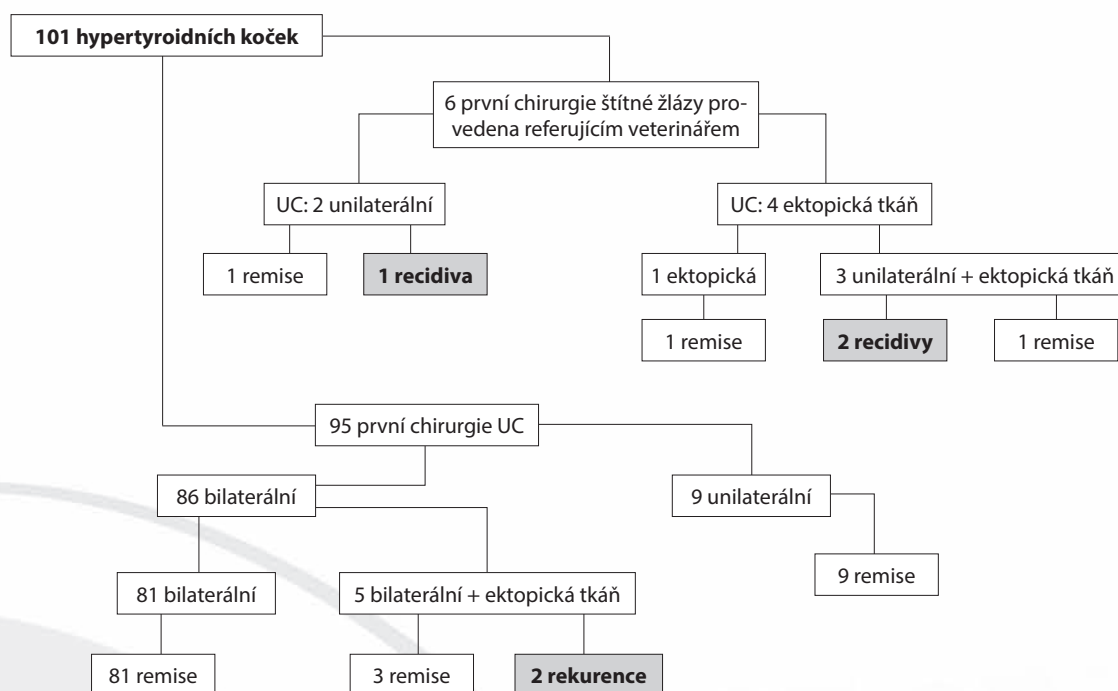 101 hypertyroidních koček
6 první chirurgie štítné žlázy pro-
vedena referujícím veterinářem
UC: 2 unilaterální
UC: 4 ektopická tkáň
1 remise
1 recidiva
1 ektopická
3 unilaterální + ektopická tkáň
1 remise
2 recidivy
1 remise
95 první chirurgie UC
86 bilaterální
9 unilaterální
81 bilaterální
5 bilaterální + ektopická tkáň
9 remise
81 remise
3 remise
2 rekurence